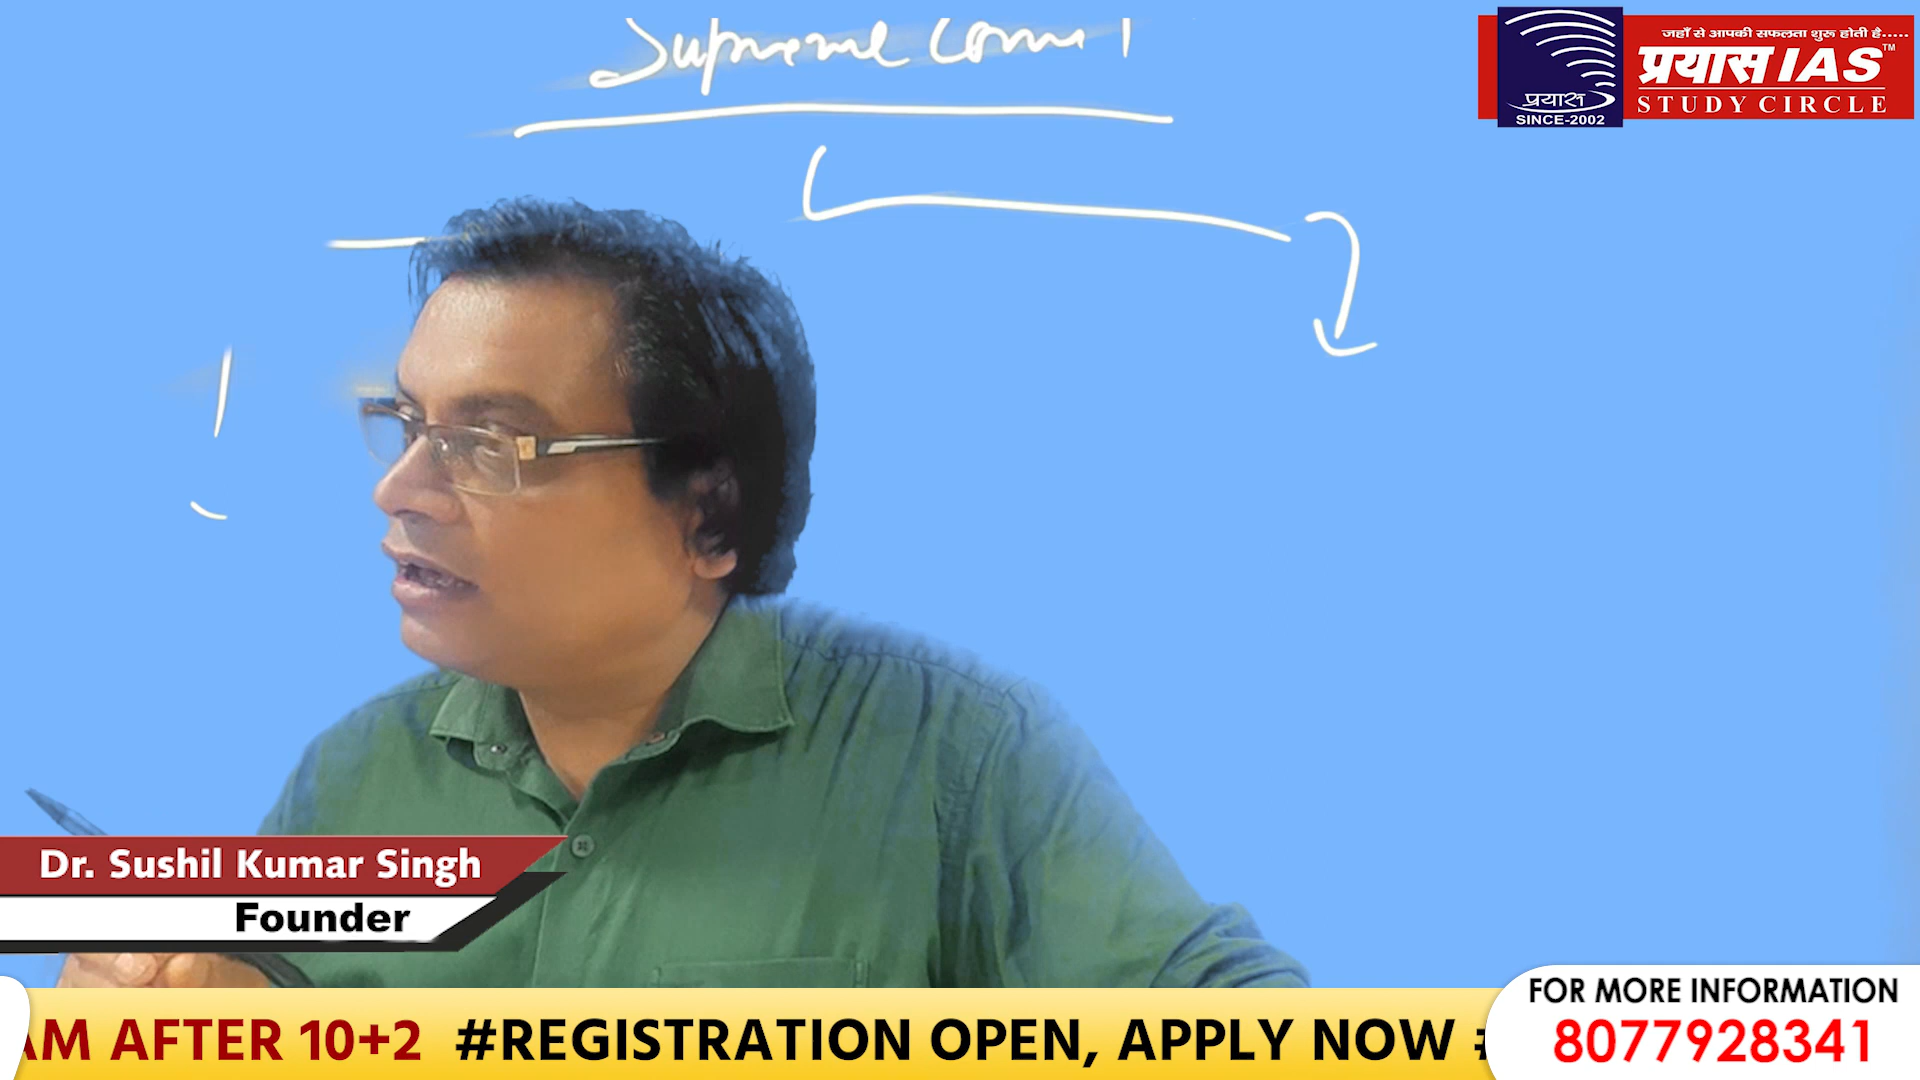 Supreme Court
जहाँ से आपकी सफलता शुरू होती है.....
प्रयास IAS™
STUDY CIRCLE
प्रयास
SINCE-2002
Dr. Sushil Kumar Singh
Founder
AM AFTER 10+2 #REGISTRATION OPEN, APPLY NOW #
FOR MORE INFORMATION
8077928341